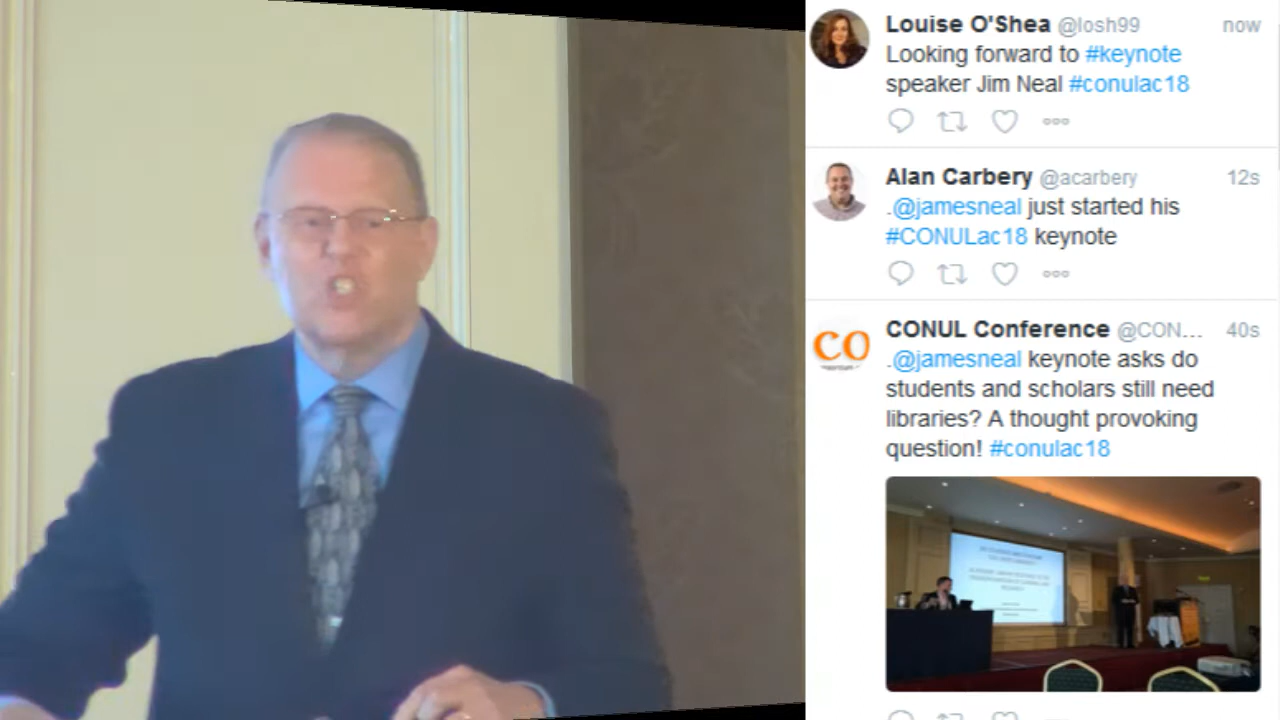 Louise O'Shea @losh99 now
Looking forward to #keynote
speaker Jim Neal #conulac18
Alan Carbery @acarbery 12s
.@jamesneal just started his
#CONULac18 keynote
CONUL Conference @CON... 40s
CO
.@jamesneal keynote asks do
students and scholars still need
libraries? A thought provoking
question! #conulac18